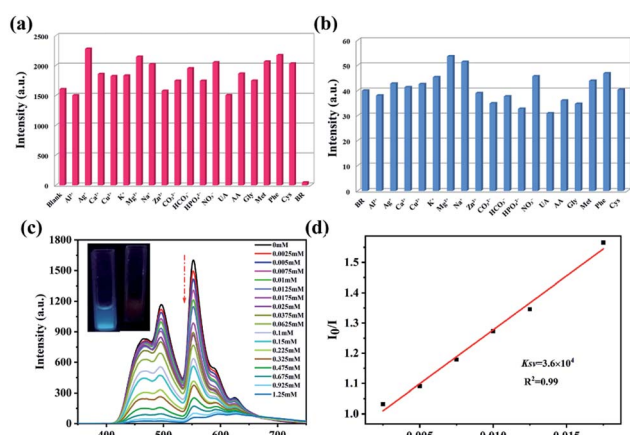 (a)
Intensity (a.u.)
2500
2000
1500
1000
500
0
Blank
Al³⁺
Ag⁺
Ca²⁺
Cu²⁺
K⁺
Mg²⁺
Na⁺
Zn²⁺
CO₃²⁻
HCO₃⁻
HPO₄²⁻
NO₃⁻
UA
AA
Gly
Met
Phe
Cys
BR
(b)
Intensity (a.u.)
60
50
40
30
20
10
0
BR
Al³⁺
Ag⁺
Ca²⁺
Cu²⁺
K⁺
Mg²⁺
Na⁺
Zn²⁺
CO₃²⁻
HCO₃⁻
HPO₄²⁻
NO₃⁻
UA
AA
Gly
Met
Phe
Cys
(c)
Intensity (a.u.)
1800
1500
1200
900
600
300
0
400
500
600
700
0mM
0.0025mM
0.005mM
0.0075mM
0.01mM
0.0125mM
0.0175mM
0.025mM
0.0375mM
0.0625mM
0.1mM
0.15mM
0.225mM
0.325mM
0.475mM
0.675mM
0.925mM
1.25mM
(d)
I₀/I
1.5
1.4
1.3
1.2
1.1
1.0
Ksv=3.6×10⁴
R²=0.99
0.005
0.010
0.015